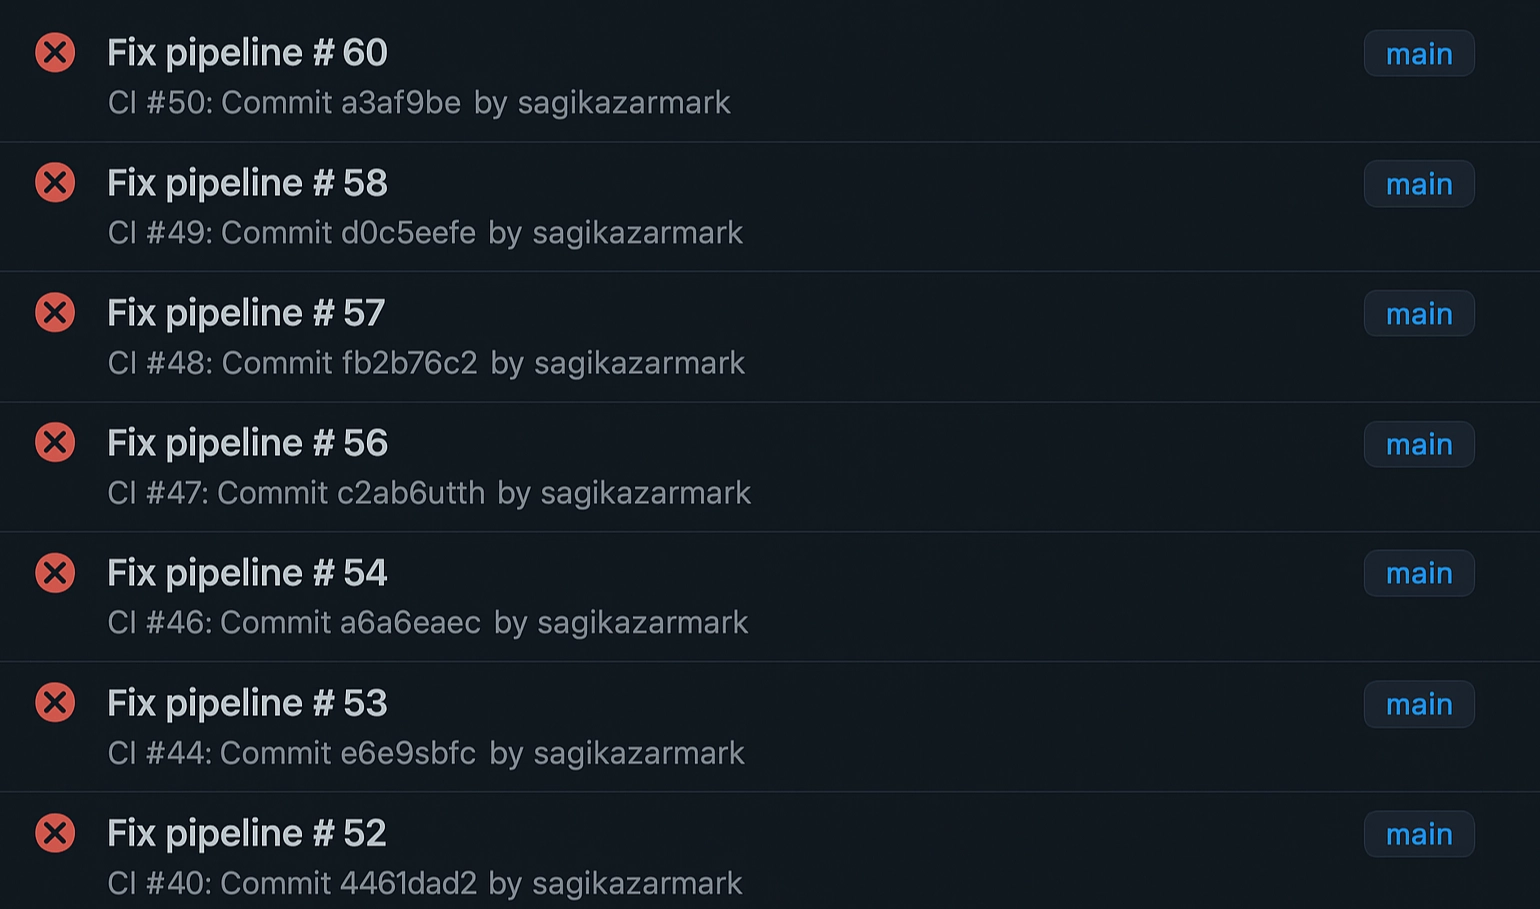 Fix pipeline # 60
main
CI #50: Commit a3af9be by sagikazarmark
Fix pipeline # 58
main
CI #49: Commit d0c5eefe by sagikazarmark
Fix pipeline # 57
main
CI #48: Commit fb2b76c2 by sagikazarmark
Fix pipeline # 56
main
CI #47: Commit c2ab6utth by sagikazarmark
Fix pipeline # 54
main
CI #46: Commit a6a6eaec by sagikazarmark
Fix pipeline # 53
main
CI #44: Commit e6e9sbfc by sagikazarmark
Fix pipeline # 52
main
CI #40: Commit 4461dad2 by sagikazarmark